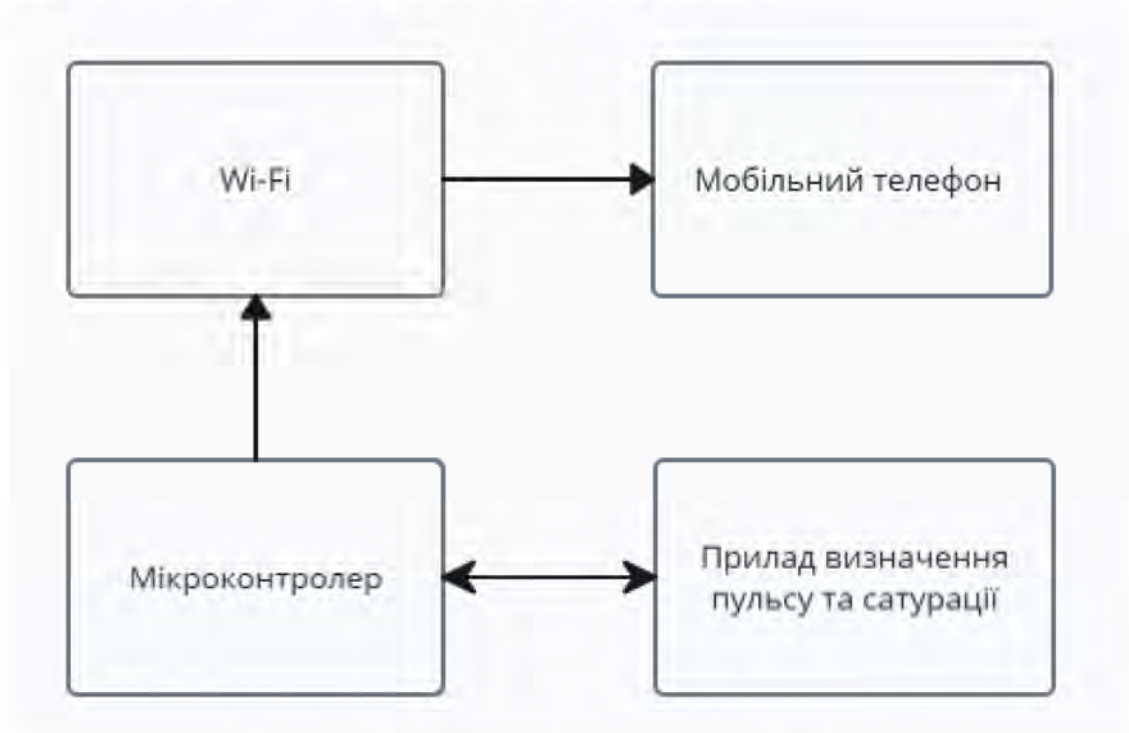 Wi-Fi
Мобільний телефон
Мікроконтролер
Прилад визначення
пульсу та сатурації